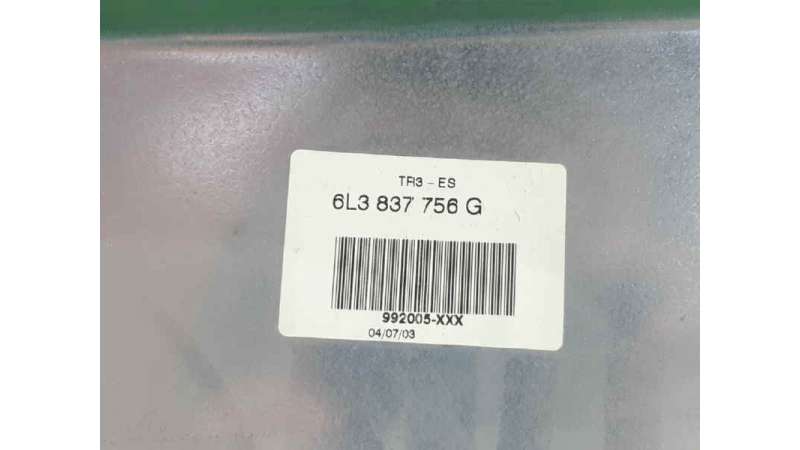 TR3 - ES
6L3 837 756 G
992005-XXX
04/07/03